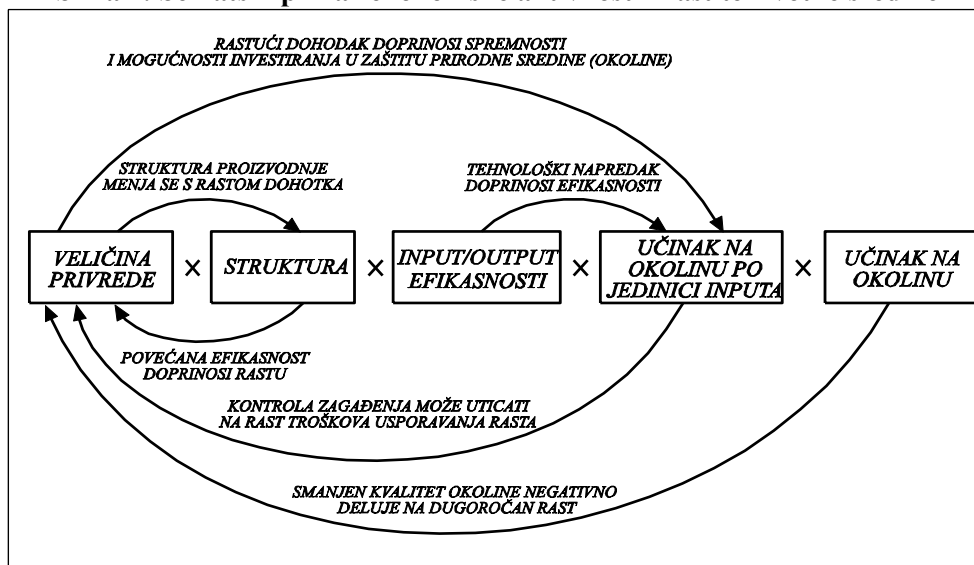 RASTUĆI DOHODAK DOPRINOSI SPREMNOSTI
I MOGUĆNOSTI INVESTIRANJA U ZAŠTITU PRIRODNE SREDINE (OKOLINE)
STRUKTURA PROIZVODNJE
MENJA SE S RASTOM DOHOTKA
TEHNOLOŠKI NAPREDAK
DOPRINOSI EFIKASNOSTI
VELIČINA
PRIVREDE
×
STRUKTURA
×
INPUT/OUTPUT
EFIKASNOSTI
×
UČINAK NA
OKOLINU PO
JEDINICI INPUTA
×
UČINAK NA
OKOLINU
POVEĆANA EFIKASNOST
DOPRINOSI RASTU
KONTROLA ZAGAĐENJA MOŽE UTICATI
NA RAST TROŠKOVA USPORAVANJA RASTA
SMANJEN KVALITET OKOLINE NEGATIVNO
DELUJE NA DUGOROČAN RAST